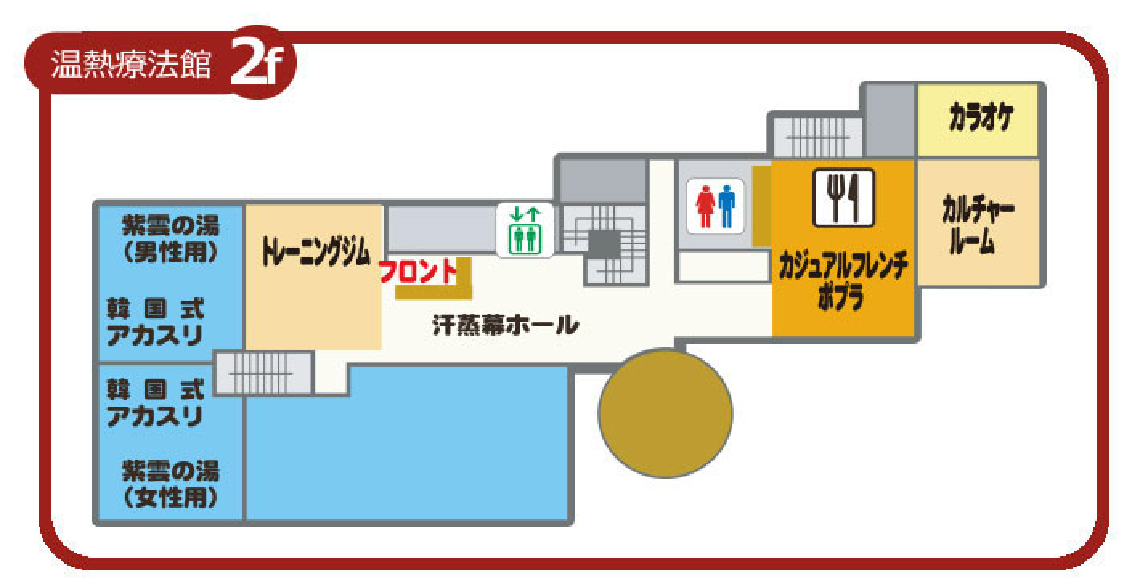 温熱療法館 2f
カラオケ
カルチャー
ルーム
カジュアルフレンチ
ポプラ
紫雲の湯
(男性用)
トレーニングジム
フロント
韓国式
アカスリ
汗蒸幕ホール
韓国式
アカスリ
紫雲の湯
(女性用)